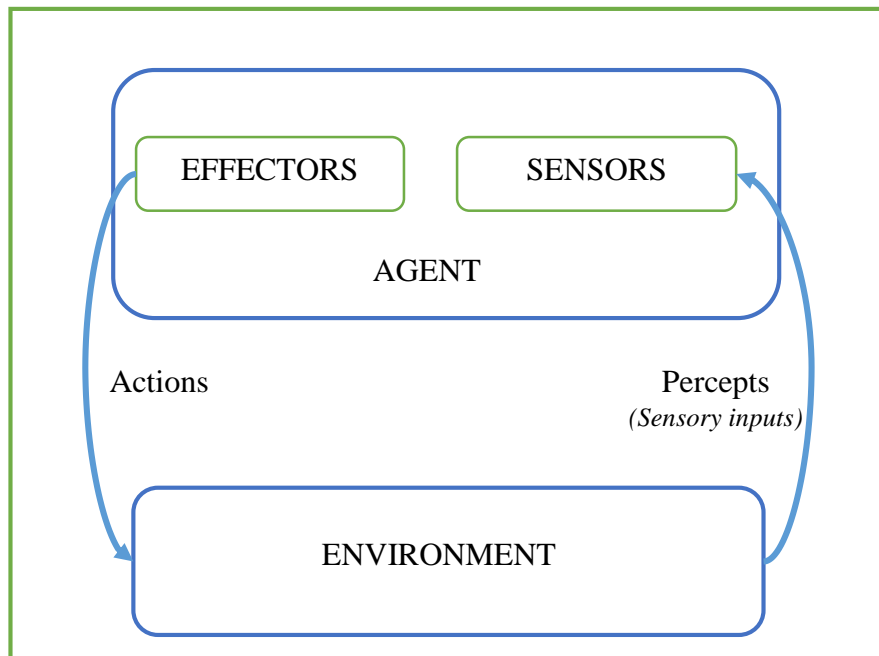 EFFECTORS
SENSORS
AGENT
Actions
Percepts
(Sensory inputs)
ENVIRONMENT